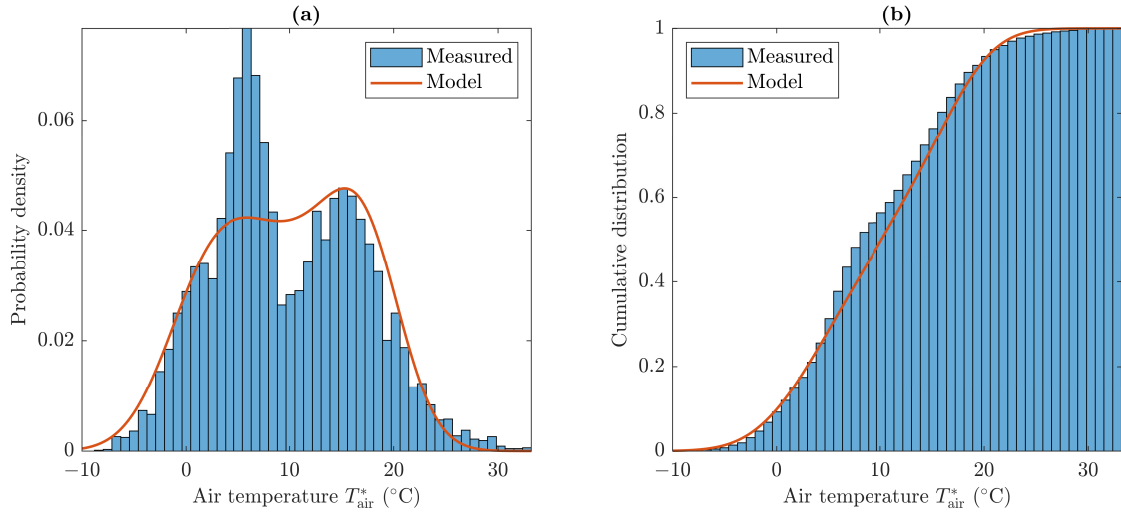 (a)
Measured
Model
0.06
0.04
0.02
0
Probability density
−10
0
10
20
30
Air temperature T*air (°C)
(b)
Measured
Model
1
0.8
0.6
0.4
0.2
0
Cumulative distribution
−10
0
10
20
30
Air temperature T*air (°C)